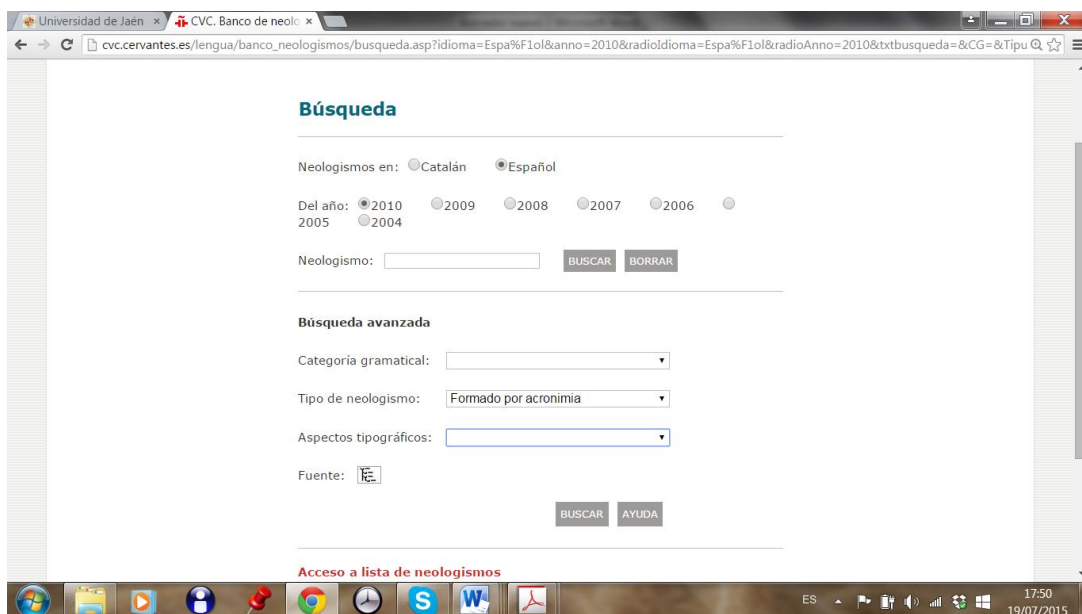 Universidad de Jaén
CVC. Banco de neolo
cvc.cervantes.es/lengua/banco_neologismos/busqueda.asp?idioma=Espa%F1ol&anno=2010&radioIdioma=Espa%F1ol&radioAnno=2010&txtbusqueda=&CG=&Tipu
Búsqueda
Neologismos en: Catalán Español
Del año: 2010 2009 2008 2007 2006
2005 2004
Neologismo: BUSCAR BORRAR
Búsqueda avanzada
Categoría gramatical:
Tipo de neologismo: Formado por acronimia
Aspectos tipográficos:
Fuente:
BUSCAR AYUDA
Acceso a lista de neologismos
ES 17:50
19/07/2015